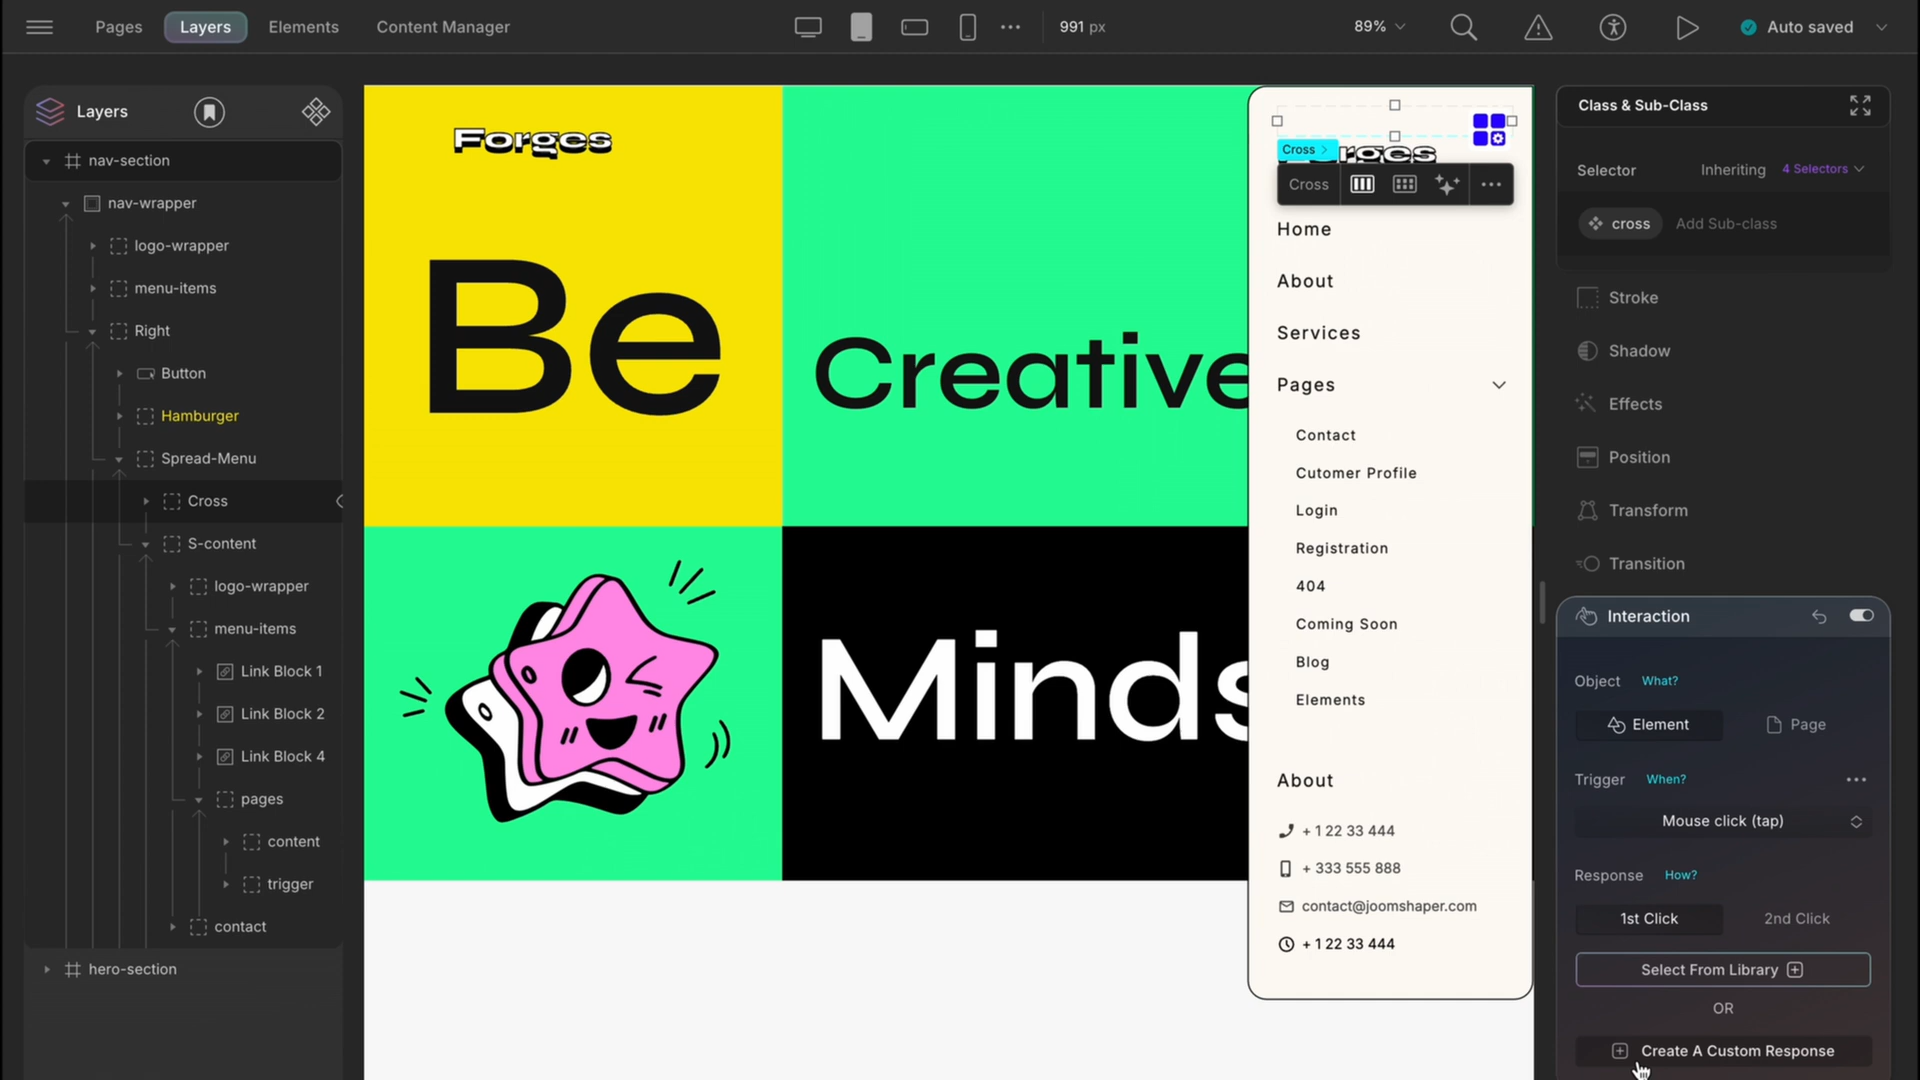 Pages
Layers
Elements
Content Manager
991 px
89%
Auto saved
Layers
nav-section
nav-wrapper
logo-wrapper
menu-items
Right
Button
Hamburger
Spread-Menu
Cross
S-content
logo-wrapper
menu-items
Link Block 1
Link Block 2
Link Block 4
pages
content
trigger
contact
hero-section
Forges
Be
Creative
Minds
Cross
rges
Cross
Home
About
Services
Pages
Contact
Cutomer Profile
Login
Registration
404
Coming Soon
Blog
Elements
About
+ 1 22 33 444
+ 333 555 888
contact@joomshaper.com
+ 1 22 33 444
Class & Sub-Class
Selector
Inheriting
4 Selectors
cross
Add Sub-class
Stroke
Shadow
Effects
Position
Transform
Transition
Interaction
Object What?
Element
Page
Trigger When?
Mouse click (tap)
Response How?
1st Click
2nd Click
Select From Library
OR
Create A Custom Response